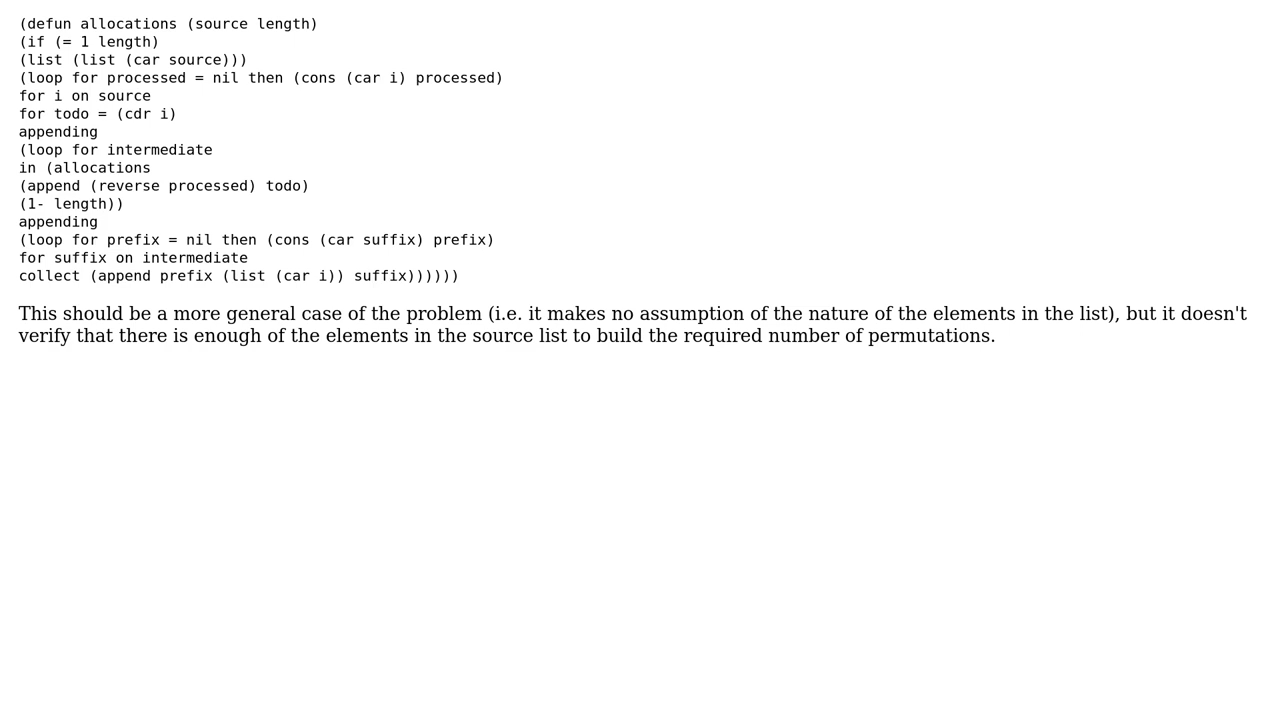 (defun allocations (source length)
(if (= 1 length)
(list (list (car source)))
(loop for processed = nil then (cons (car i) processed)
for i on source
for todo = (cdr i)
appending
(loop for intermediate
in (allocations
(append (reverse processed) todo)
(1- length))
appending
(loop for prefix = nil then (cons (car suffix) prefix)
for suffix on intermediate
collect (append prefix (list (car i)) suffix))))))
This should be a more general case of the problem (i.e. it makes no assumption of the nature of the elements in the list), but it doesn't
verify that there is enough of the elements in the source list to build the required number of permutations.